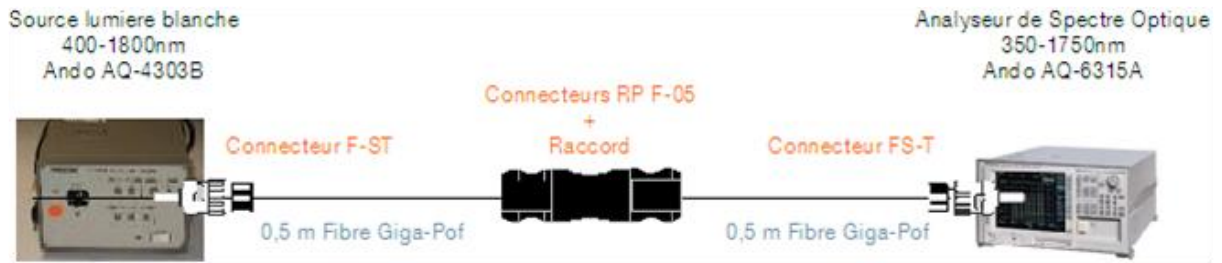 Source lumiere blanche
400-1800nm
Ando AQ-4303B
Analyseur de Spectre Optique
350-1750nm
Ando AQ-6315A
Connecteurs RP F-05
+
Raccord
Connecteur F-ST
Connecteur FS-T
0,5 m Fibre Giga-Pof
0,5 m Fibre Giga-Pof